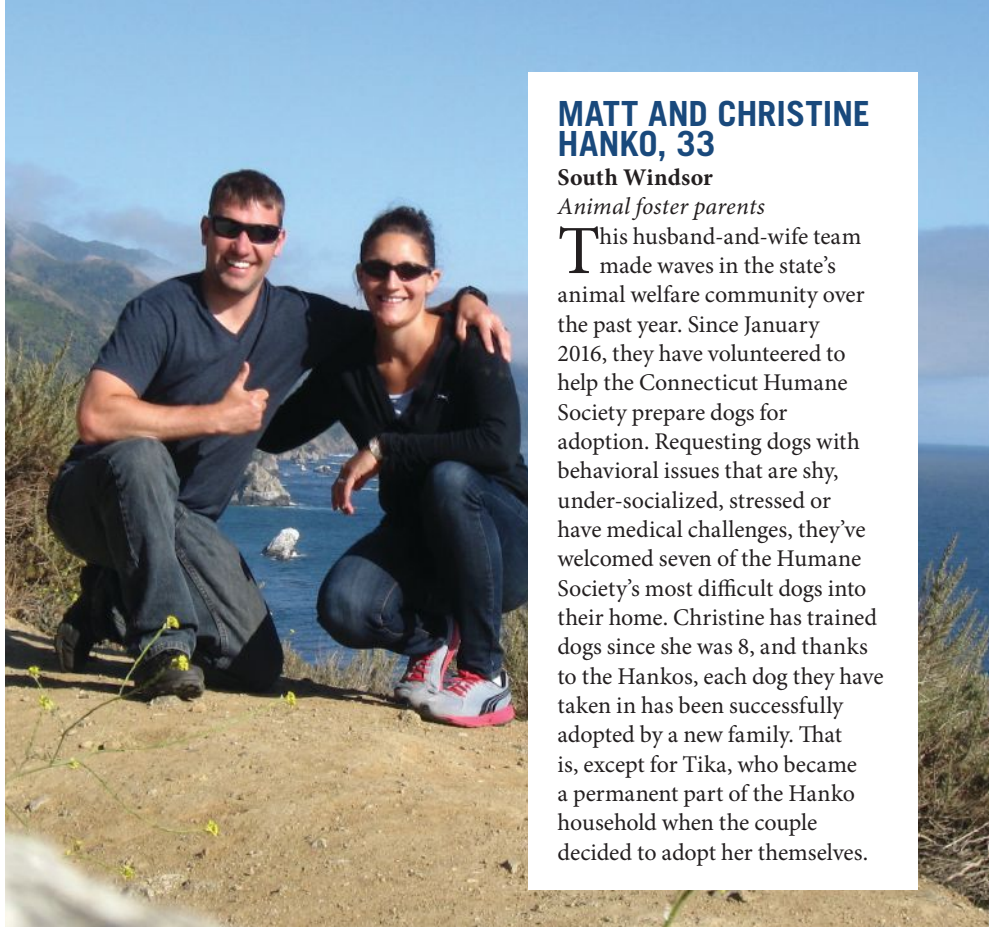 MATT AND CHRISTINE
HANKO, 33
South Windsor
Animal foster parents
This husband-and-wife team
made waves in the state’s
animal welfare community over
the past year. Since January
2016, they have volunteered to
help the Connecticut Humane
Society prepare dogs for
adoption. Requesting dogs with
behavioral issues that are shy,
under-socialized, stressed or
have medical challenges, they’ve
welcomed seven of the Humane
Society’s most difficult dogs into
their home. Christine has trained
dogs since she was 8, and thanks
to the Hankos, each dog they have
taken in has been successfully
adopted by a new family. That
is, except for Tika, who became
a permanent part of the Hanko
household when the couple
decided to adopt her themselves.